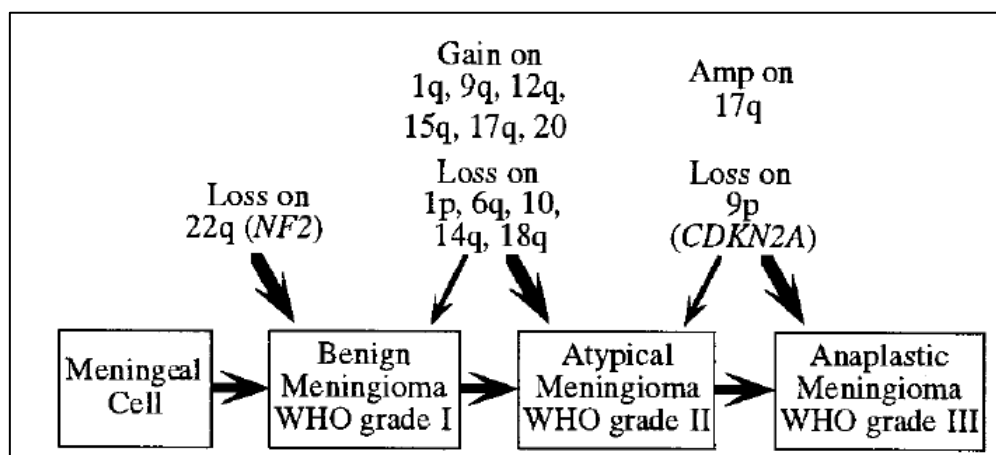 Gain on
1q, 9q, 12q,
15q, 17q, 20
Amp on
17q
Loss on
22q (NF2)
Loss on
1p, 6q, 10,
14q, 18q
Loss on
9p
(CDKN2A)
Meningeal
Cell
Benign
Meningioma
WHO grade I
Atypical
Meningioma
WHO grade II
Anaplastic
Meningioma
WHO grade III